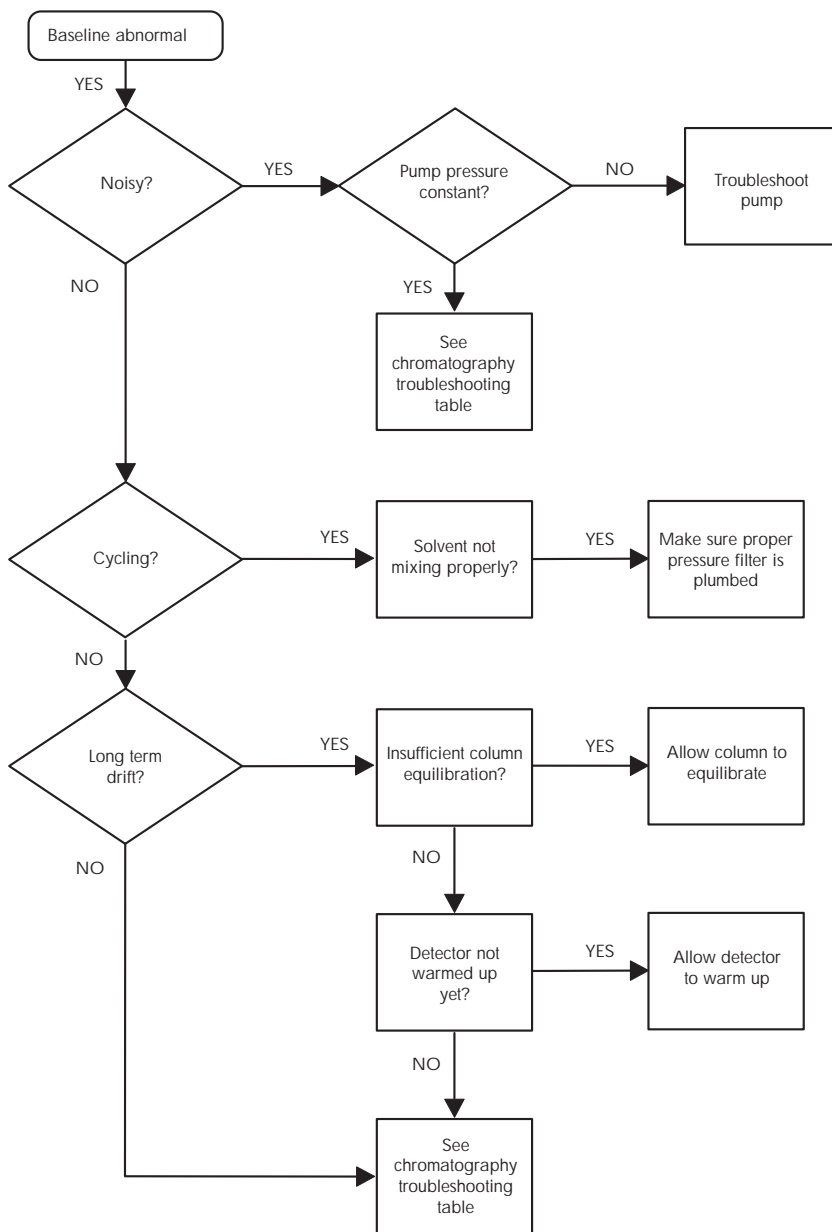 Baseline abnormal
YES
Noisy?
YES
Pump pressure
constant?
NO
Troubleshoot
pump
NO
YES
See
chromatography
troubleshooting
table
Cycling?
YES
Solvent not
mixing properly?
YES
Make sure proper
pressure filter is
plumbed
NO
Long term
drift?
YES
Insufficient column
equilibration?
YES
Allow column to
equilibrate
NO
NO
Detector not
warmed up
yet?
YES
Allow detector
to warm up
NO
See
chromatography
troubleshooting
table